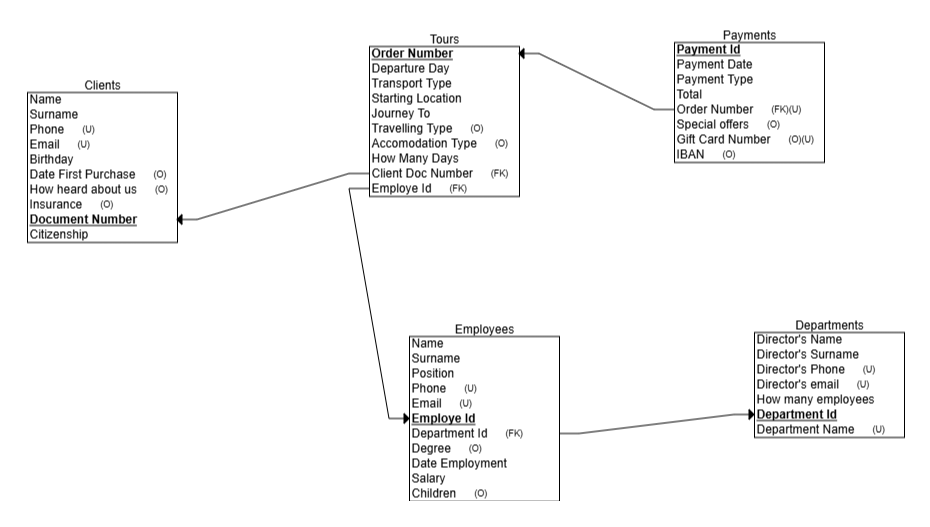 Clients
Name
Surname
Phone (U)
Email (U)
Birthday
Date First Purchase (O)
How heard about us (O)
Insurance (O)
Document Number
Citizenship
Tours
Order Number
Departure Day
Transport Type
Starting Location
Journey To
Travelling Type (O)
Accomodation Type (O)
How Many Days
Client Doc Number (FK)
Employe Id (FK)
Payments
Payment Id
Payment Date
Payment Type
Total
Order Number (FK)(U)
Special offers (O)
Gift Card Number (O)(U)
IBAN (O)
Employees
Name
Surname
Position
Phone (U)
Email (U)
Employe Id
Department Id (FK)
Degree (O)
Date Employment
Salary
Children (O)
Departments
Director's Name
Director's Surname
Director's Phone (U)
Director's email (U)
How many employees
Department Id
Department Name (U)